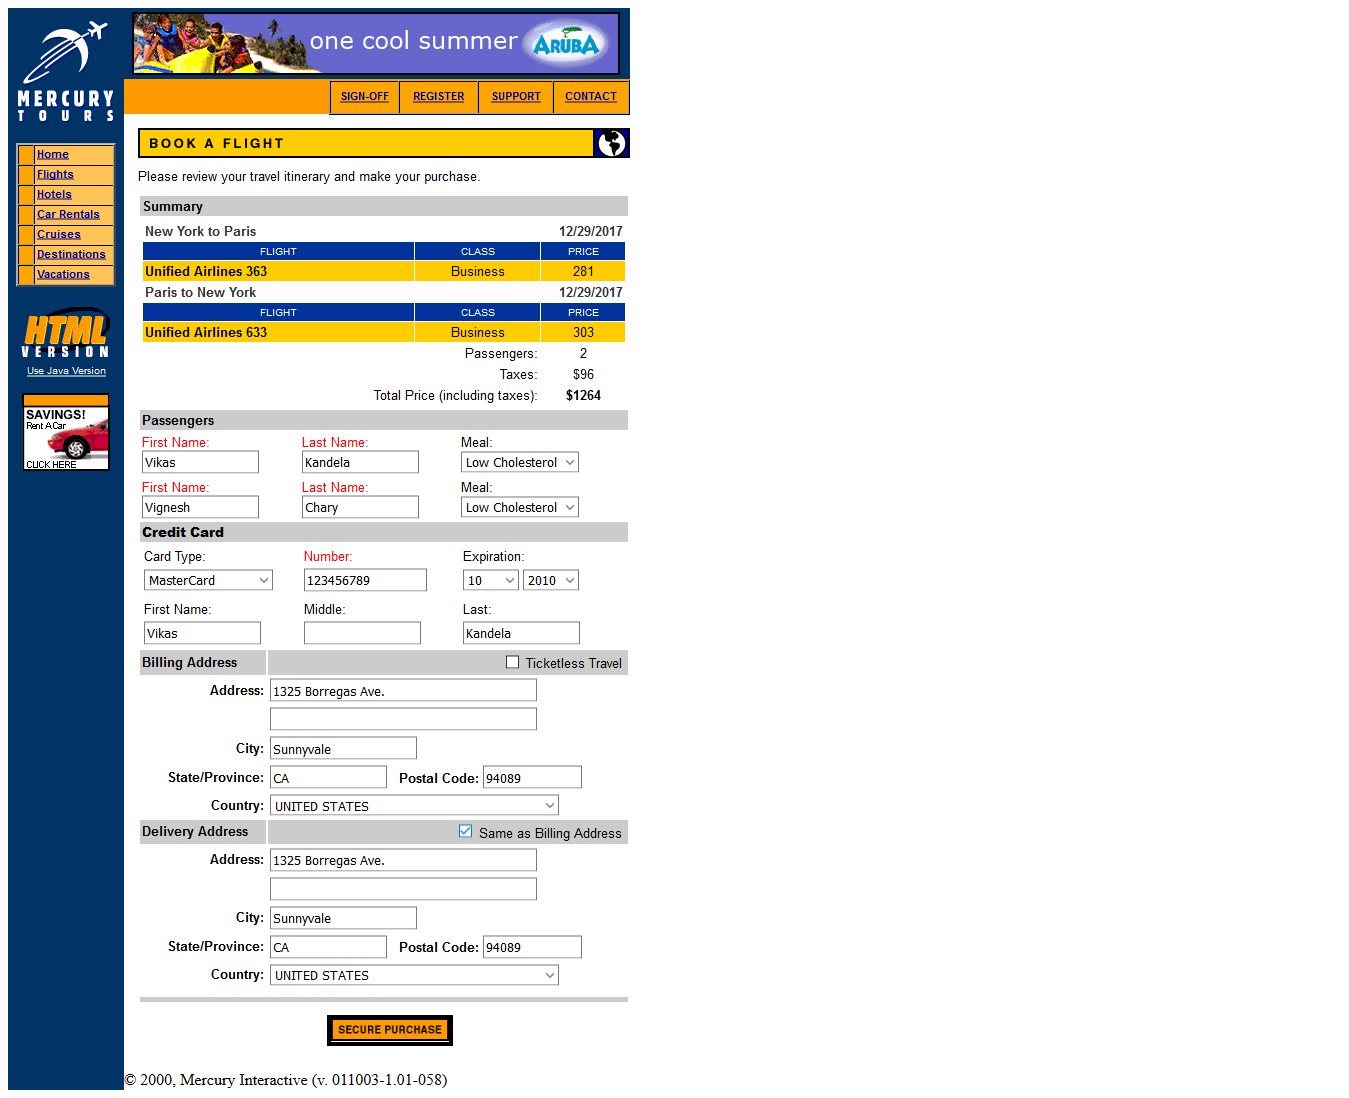 one cool summer ARUBA
MERCURY
TOURS
SIGN-OFF REGISTER SUPPORT CONTACT
Home
Flights
Hotels
Car Rentals
Cruises
Destinations
Vacations
HTML
VERSION
Use Java Version
SAVINGS!
Rent A Car
CLICK HERE
BOOK A FLIGHT
Please review your travel itinerary and make your purchase.
Summary
New York to Paris 12/29/2017
FLIGHT CLASS PRICE
Unified Airlines 363 Business 281
Paris to New York 12/29/2017
FLIGHT CLASS PRICE
Unified Airlines 633 Business 303
Passengers: 2
Taxes: $96
Total Price (including taxes): $1264
Passengers
First Name: Last Name: Meal:
Vikas Kandela Low Cholesterol
First Name: Last Name: Meal:
Vignesh Chary Low Cholesterol
Credit Card
Card Type: Number: Expiration:
MasterCard 123456789 10 2010
First Name: Middle: Last:
Vikas Kandela
Billing Address Ticketless Travel
Address: 1325 Borregas Ave.
City: Sunnyvale
State/Province: CA Postal Code: 94089
Country: UNITED STATES
Delivery Address Same as Billing Address
Address: 1325 Borregas Ave.
City: Sunnyvale
State/Province: CA Postal Code: 94089
Country: UNITED STATES
SECURE PURCHASE
© 2000, Mercury Interactive (v. 011003-1.01-058)